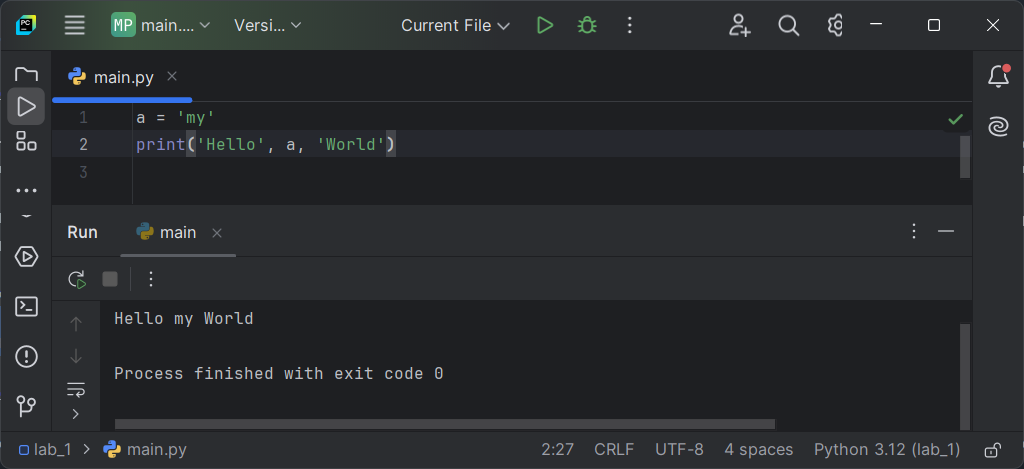 PC MP main.... Versi... Current File
main.py
1 a = 'my'
2 print('Hello', a, 'World')
3
Run main
Hello my World
Process finished with exit code 0
lab_1 main.py 2:27 CRLF UTF-8 4 spaces Python 3.12 (lab_1)